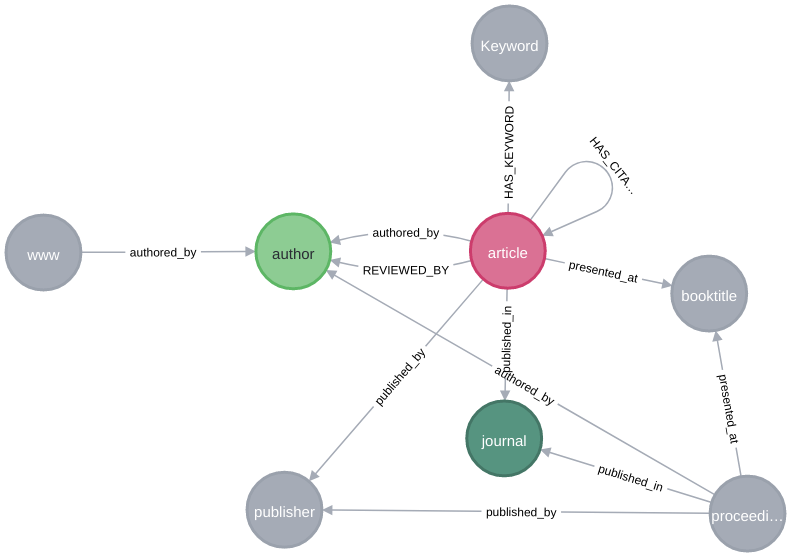 Keyword
HAS_KEYWORD
HAS_CITA...
www
authored_by
author
authored_by
REVIEWED_BY
article
presented_at
booktitle
published_by
published_in
authored_by
presented_at
journal
published_in
publisher
published_by
proceedi...